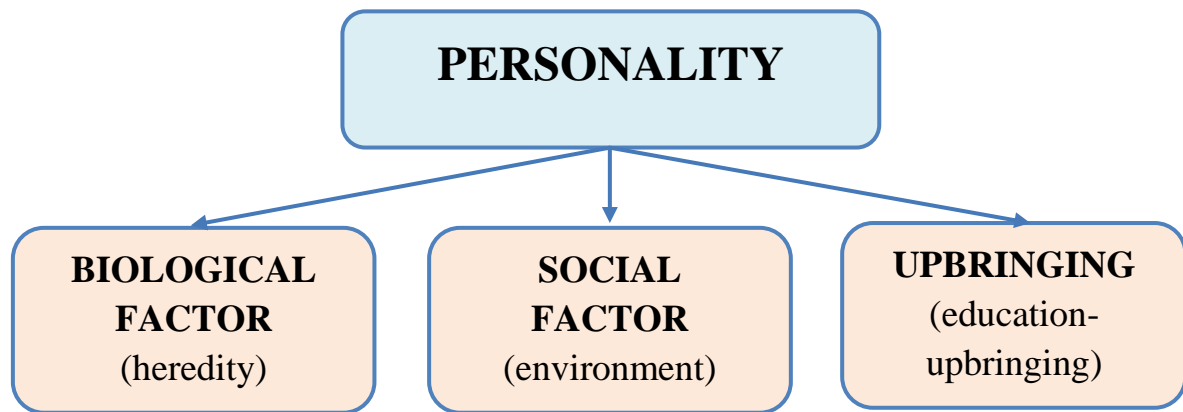 PERSONALITY
BIOLOGICAL
FACTOR
(heredity)
SOCIAL
FACTOR
(environment)
UPBRINGING
(education-
upbringing)